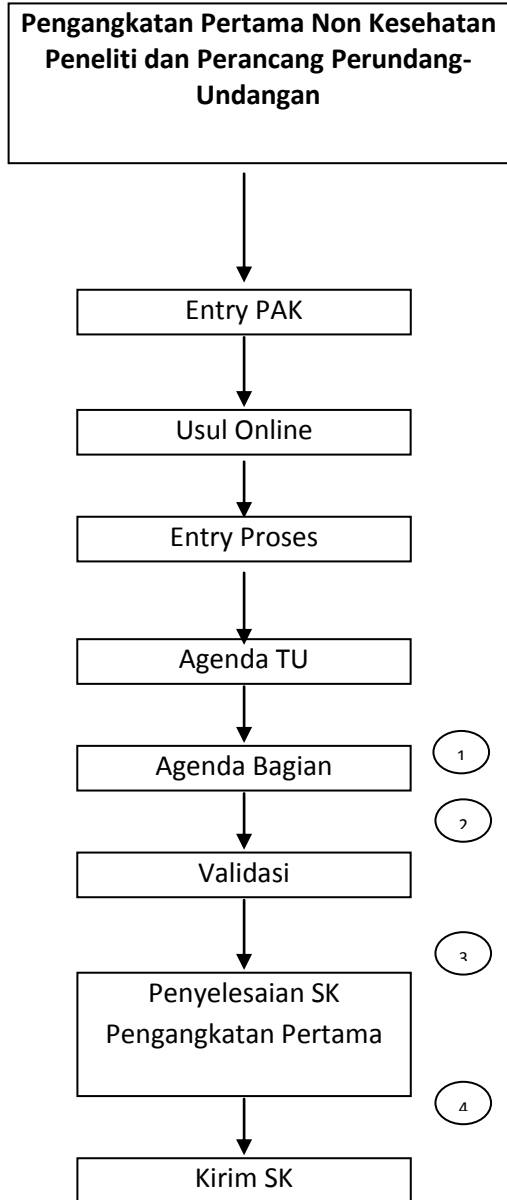 Pengangkatan Pertama Non Kesehatan
Peneliti dan Perancang Perundang-
Undangan
Entry PAK
Usul Online
Entry Proses
Agenda TU
Agenda Bagian
1
2
Validasi
3
Penyelesaian SK
Pengangkatan Pertama
4
Kirim SK